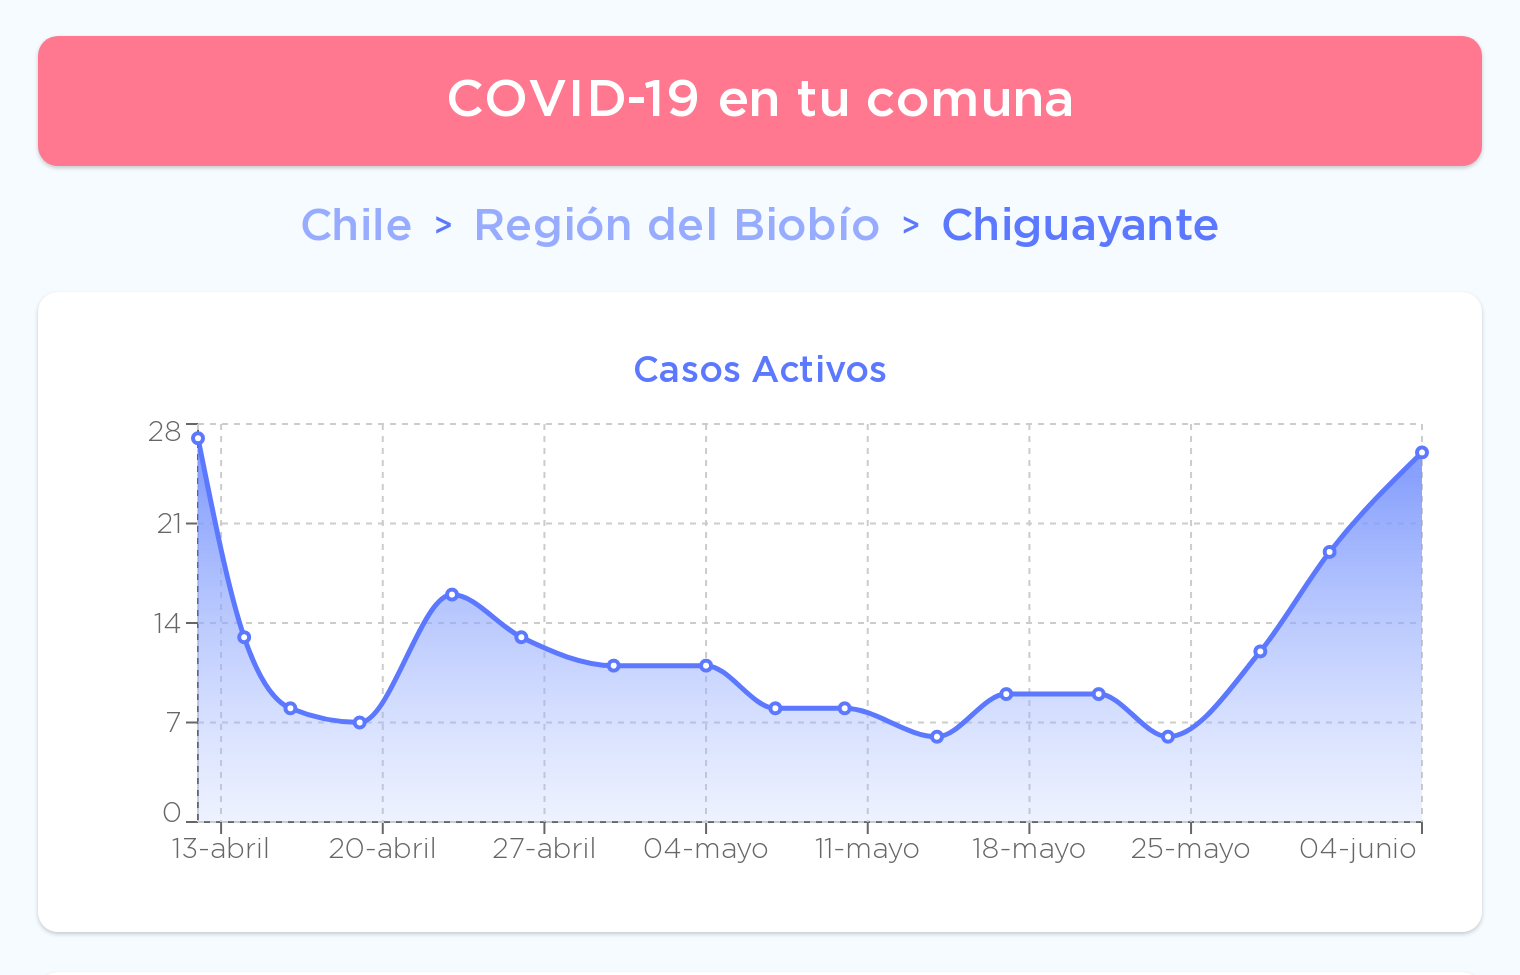 COVID-19 en tu comuna
Chile > Región del Biobío > Chiguayante
Casos Activos
28
21
14
7
0
13-abril 20-abril 27-abril 04-mayo 11-mayo 18-mayo 25-mayo 04-junio